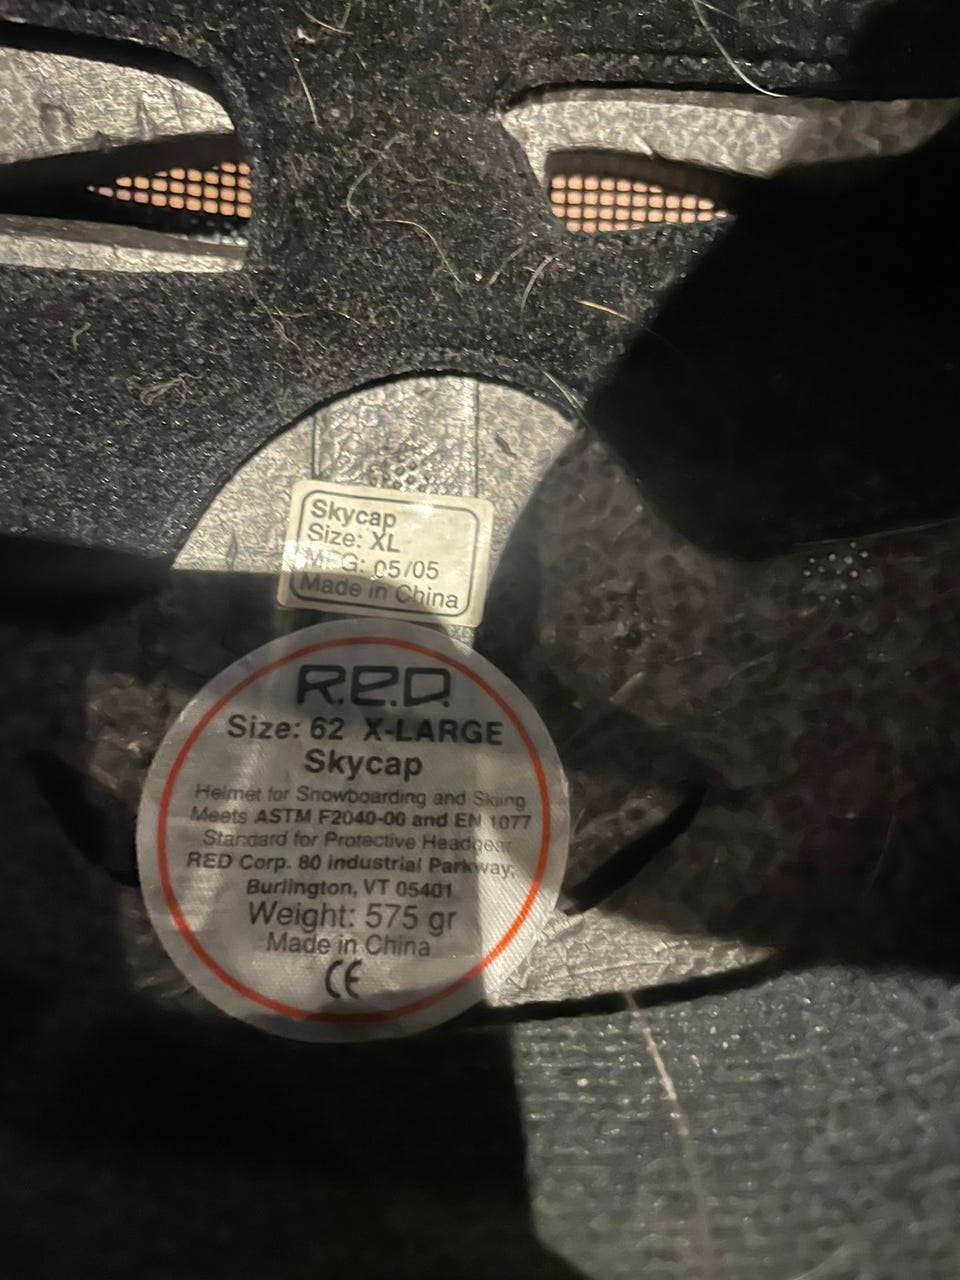 Skycap
Size: XL
MFG: 05/05
Made in China
R.E.D.
Size: 62 X-LARGE
Skycap
Helmet for Snowboarding and Skiing
Meets ASTM F2040-00 and EN 1077
Standard for Protective Headgear
RED Corp. 80 Industrial Parkway,
Burlington, VT 05401
Weight: 575 gr
Made in China
CE